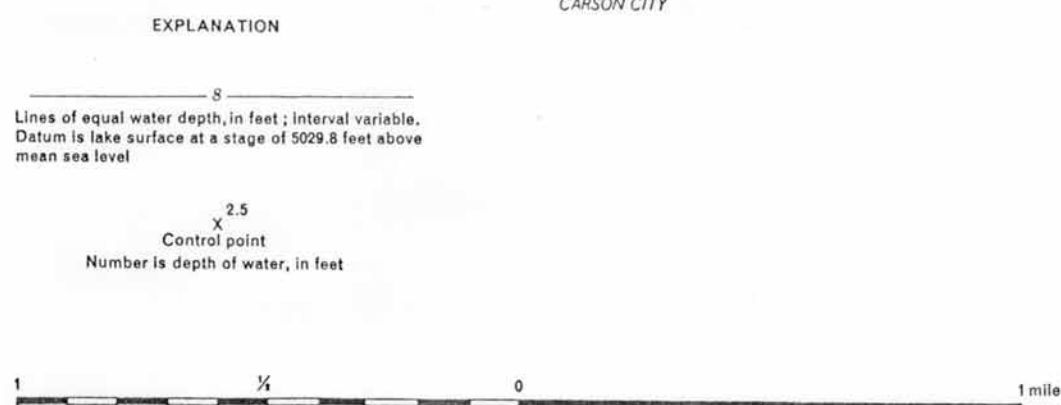 CARSON CITY
EXPLANATION
8
Lines of equal water depth, in feet ; interval variable.
Datum is lake surface at a stage of 5029.8 feet above
mean sea level
2.5
X
Control point
Number is depth of water, in feet
1 ½ 0 1 mile